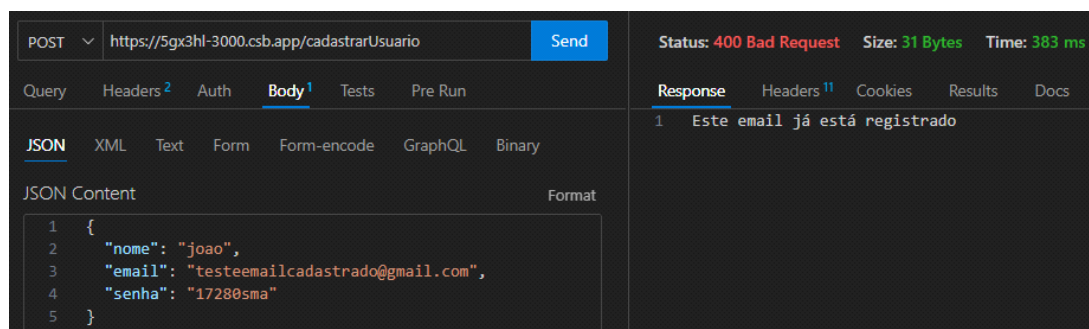 POST https://5gx3hl-3000.csb.app/cadastrarUsuario Send
Query Headers 2 Auth Body 1 Tests Pre Run
JSON XML Text Form Form-encode GraphQL Binary
JSON Content Format
1 {
2 "nome": "joao",
3 "email": "testeemailcadastrado@gmail.com",
4 "senha": "17280sma"
5 }
Status: 400 Bad Request Size: 31 Bytes Time: 383 ms
Response Headers 11 Cookies Results Docs
1 Este email já está registrado